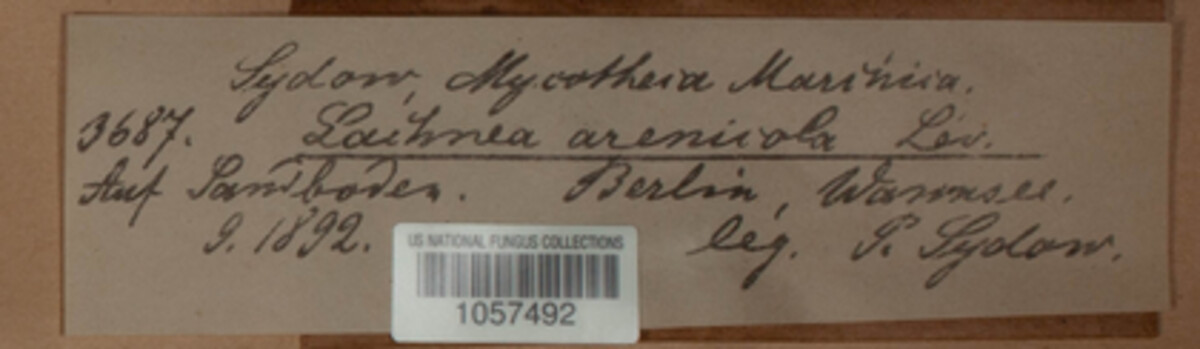 Sydow, Mycotheca Marchica.
3687. Lachnea arenicola Lév.
Auf Sandboden. Berlin, Wannsee.
9. 1892. leg. P. Sydow.
US NATIONAL FUNGUS COLLECTIONS
1057492